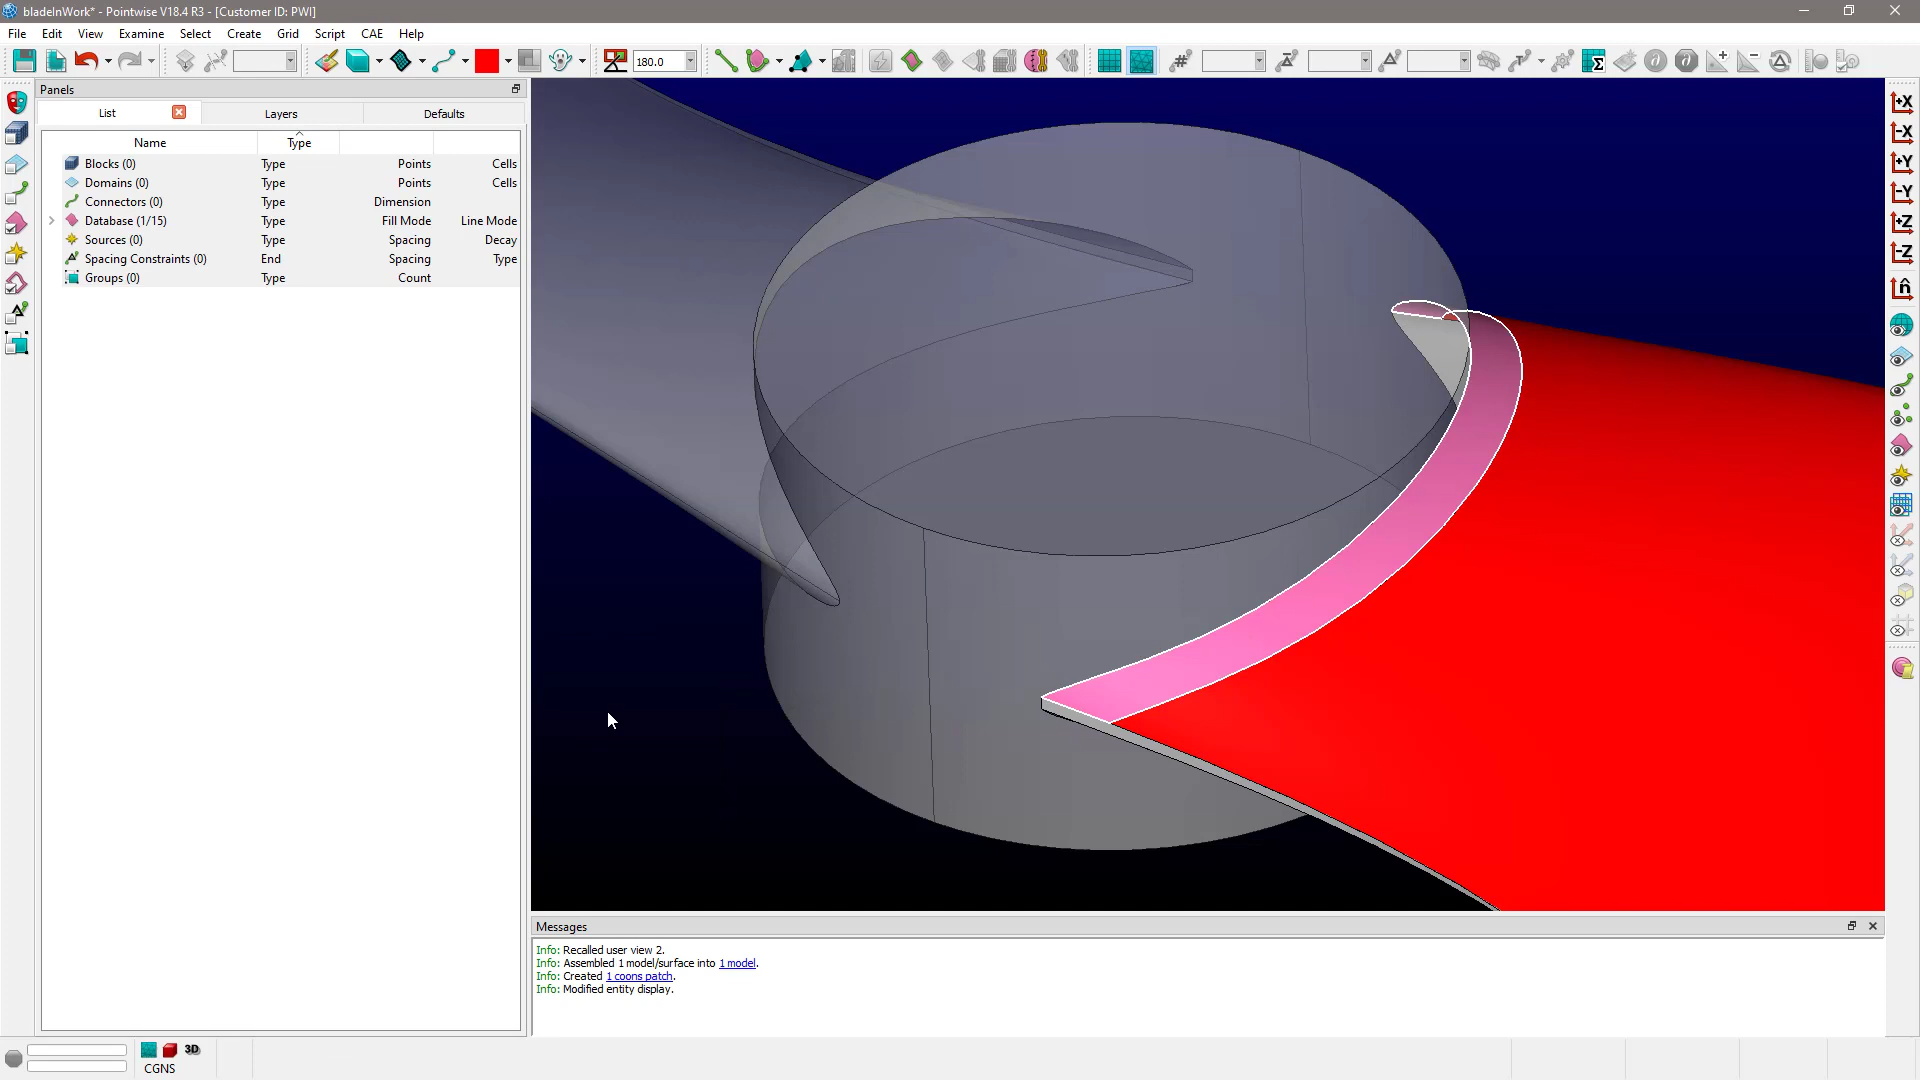 bladeInWork* - Pointwise V18.4 R3 - [Customer ID: PWI]
File Edit View Examine Select Create Grid Script CAE Help
180.0
Panels
List Layers Defaults
Name Type
Blocks (0) Type Points Cells
Domains (0) Type Points Cells
Connectors (0) Type Dimension
Database (1/15) Type Fill Mode Line Mode
Sources (0) Type Spacing Decay
Spacing Constraints (0) End Spacing Type
Groups (0) Type Count
+X
-X
+Y
-Y
+Z
-Z
n̂
Messages
Info: Recalled user view 2.
Info: Assembled 1 model/surface into 1 model.
Info: Created 1 coons patch.
Info: Modified entity display.
3D
CGNS